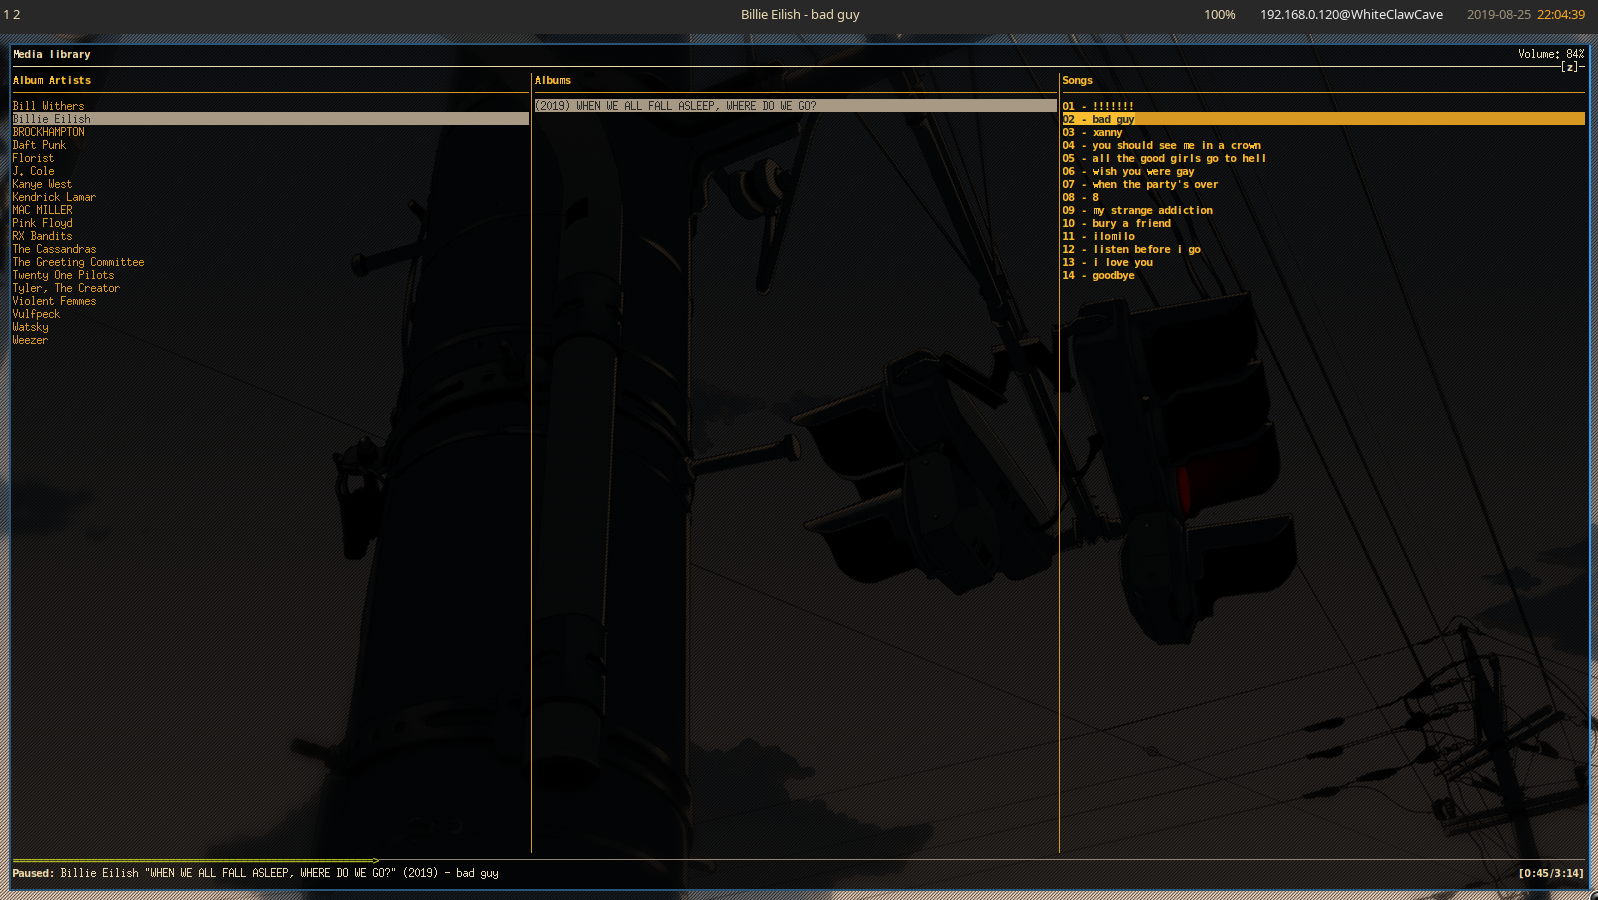 1 2 Billie Eilish - bad guy 100% 192.168.0.120@WhiteClawCave 2019-08-25 22:04:39
Media library Volume: 84%
[z]
Album Artists
Bill Withers
Billie Eilish
BROCKHAMPTON
Daft Punk
Florist
J. Cole
Kanye West
Kendrick Lamar
MAC MILLER
Pink Floyd
RX Bandits
The Cassandras
The Greeting Committee
Twenty One Pilots
Tyler, The Creator
Violent Femmes
Vulfpeck
Watsky
Weezer
Albums
(2019) WHEN WE ALL FALL ASLEEP, WHERE DO WE GO?
Songs
01 - !!!!!!!
02 - bad guy
03 - xanny
04 - you should see me in a crown
05 - all the good girls go to hell
06 - wish you were gay
07 - when the party's over
08 - 8
09 - my strange addiction
10 - bury a friend
11 - ilomilo
12 - listen before i go
13 - i love you
14 - goodbye
Paused: Billie Eilish "WHEN WE ALL FALL ASLEEP, WHERE DO WE GO?" (2019) - bad guy [0:45/3:14]